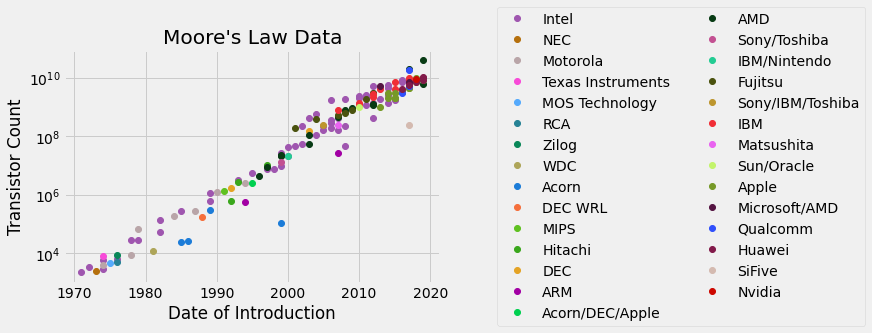 Moore's Law Data
Transistor Count
10^10
10^8
10^6
10^4
1970 1980 1990 2000 2010 2020
Date of Introduction
Intel
NEC
Motorola
Texas Instruments
MOS Technology
RCA
Zilog
WDC
Acorn
DEC WRL
MIPS
Hitachi
DEC
ARM
Acorn/DEC/Apple
AMD
Sony/Toshiba
IBM/Nintendo
Fujitsu
Sony/IBM/Toshiba
IBM
Matsushita
Sun/Oracle
Apple
Microsoft/AMD
Qualcomm
Huawei
SiFive
Nvidia